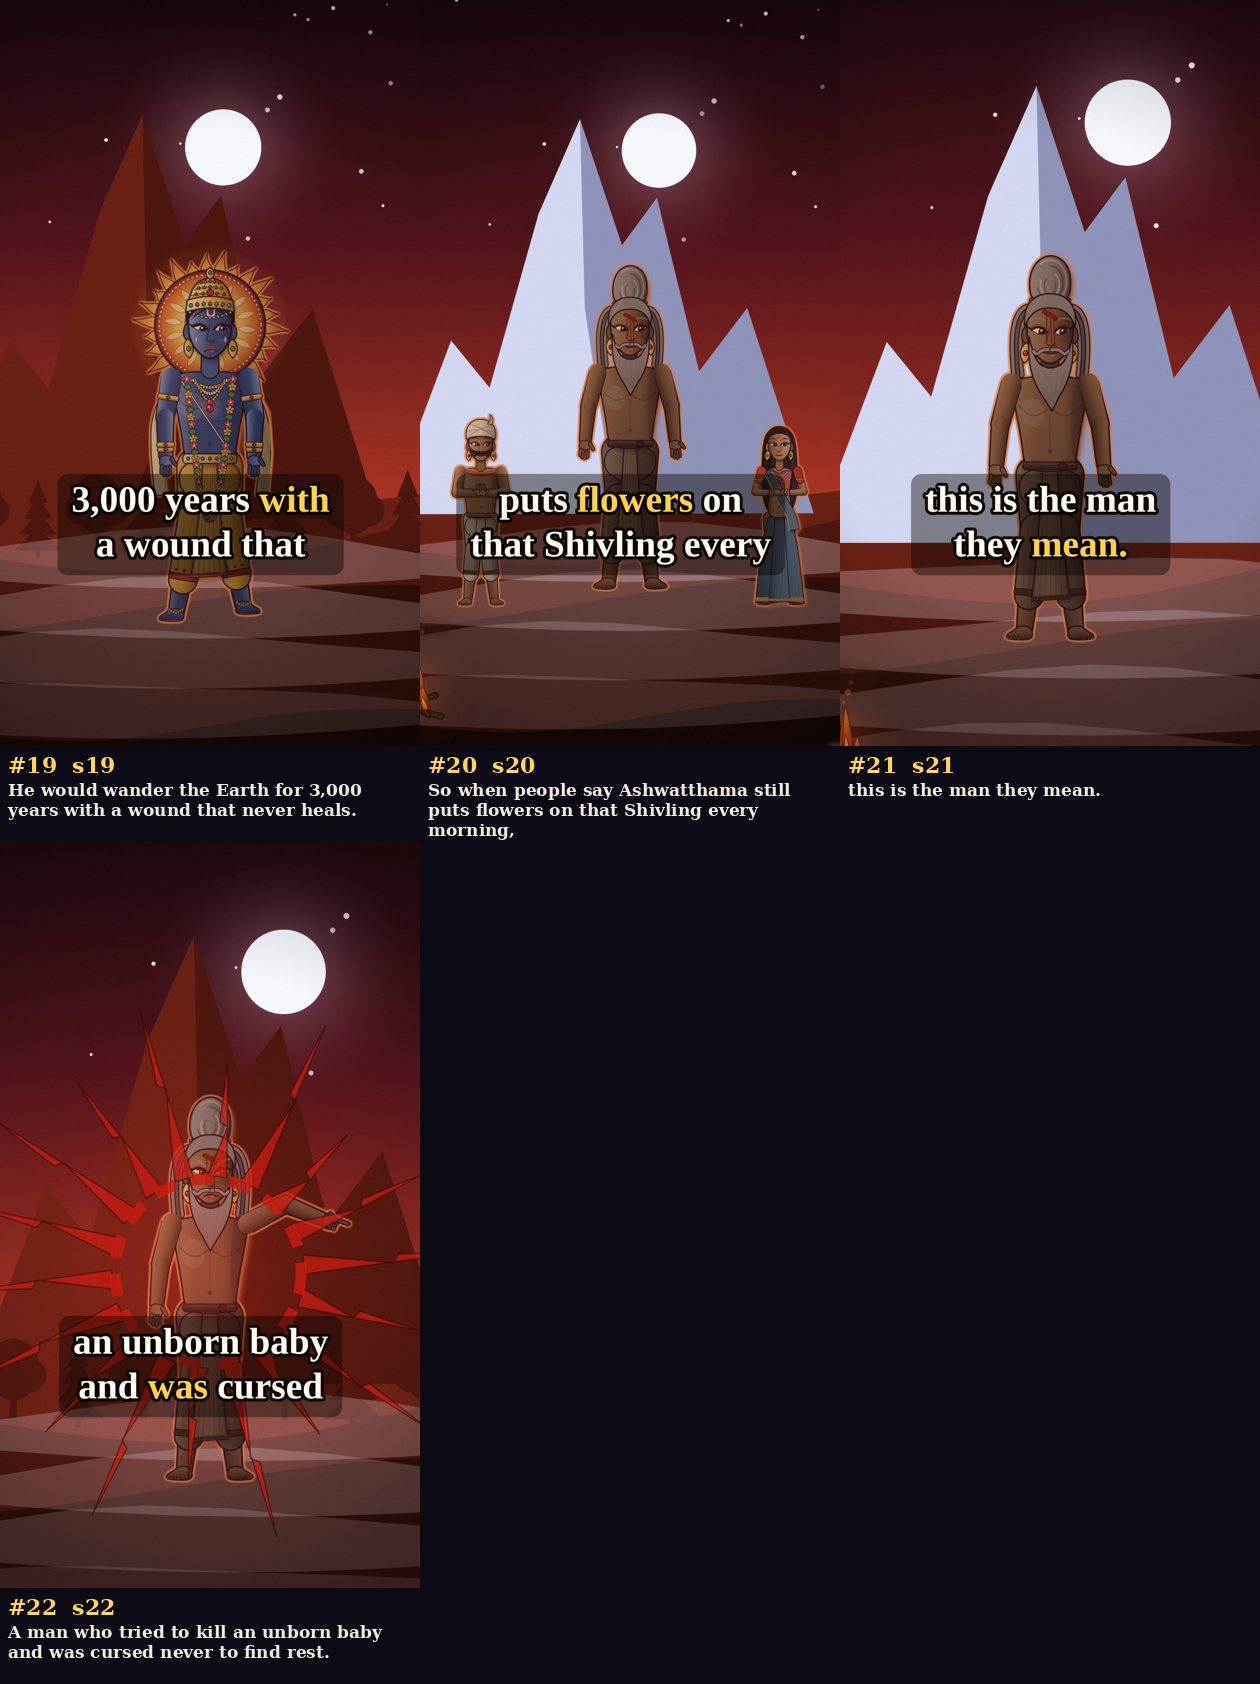 3,000 years with
a wound that
#19 s19
He would wander the Earth for 3,000
years with a wound that never heals.
puts flowers on
that Shivling every
#20 s20
So when people say Ashwatthama still
puts flowers on that Shivling every
morning,
this is the man
they mean.
#21 s21
this is the man they mean.
an unborn baby
and was cursed
#22 s22
A man who tried to kill an unborn baby
and was cursed never to find rest.